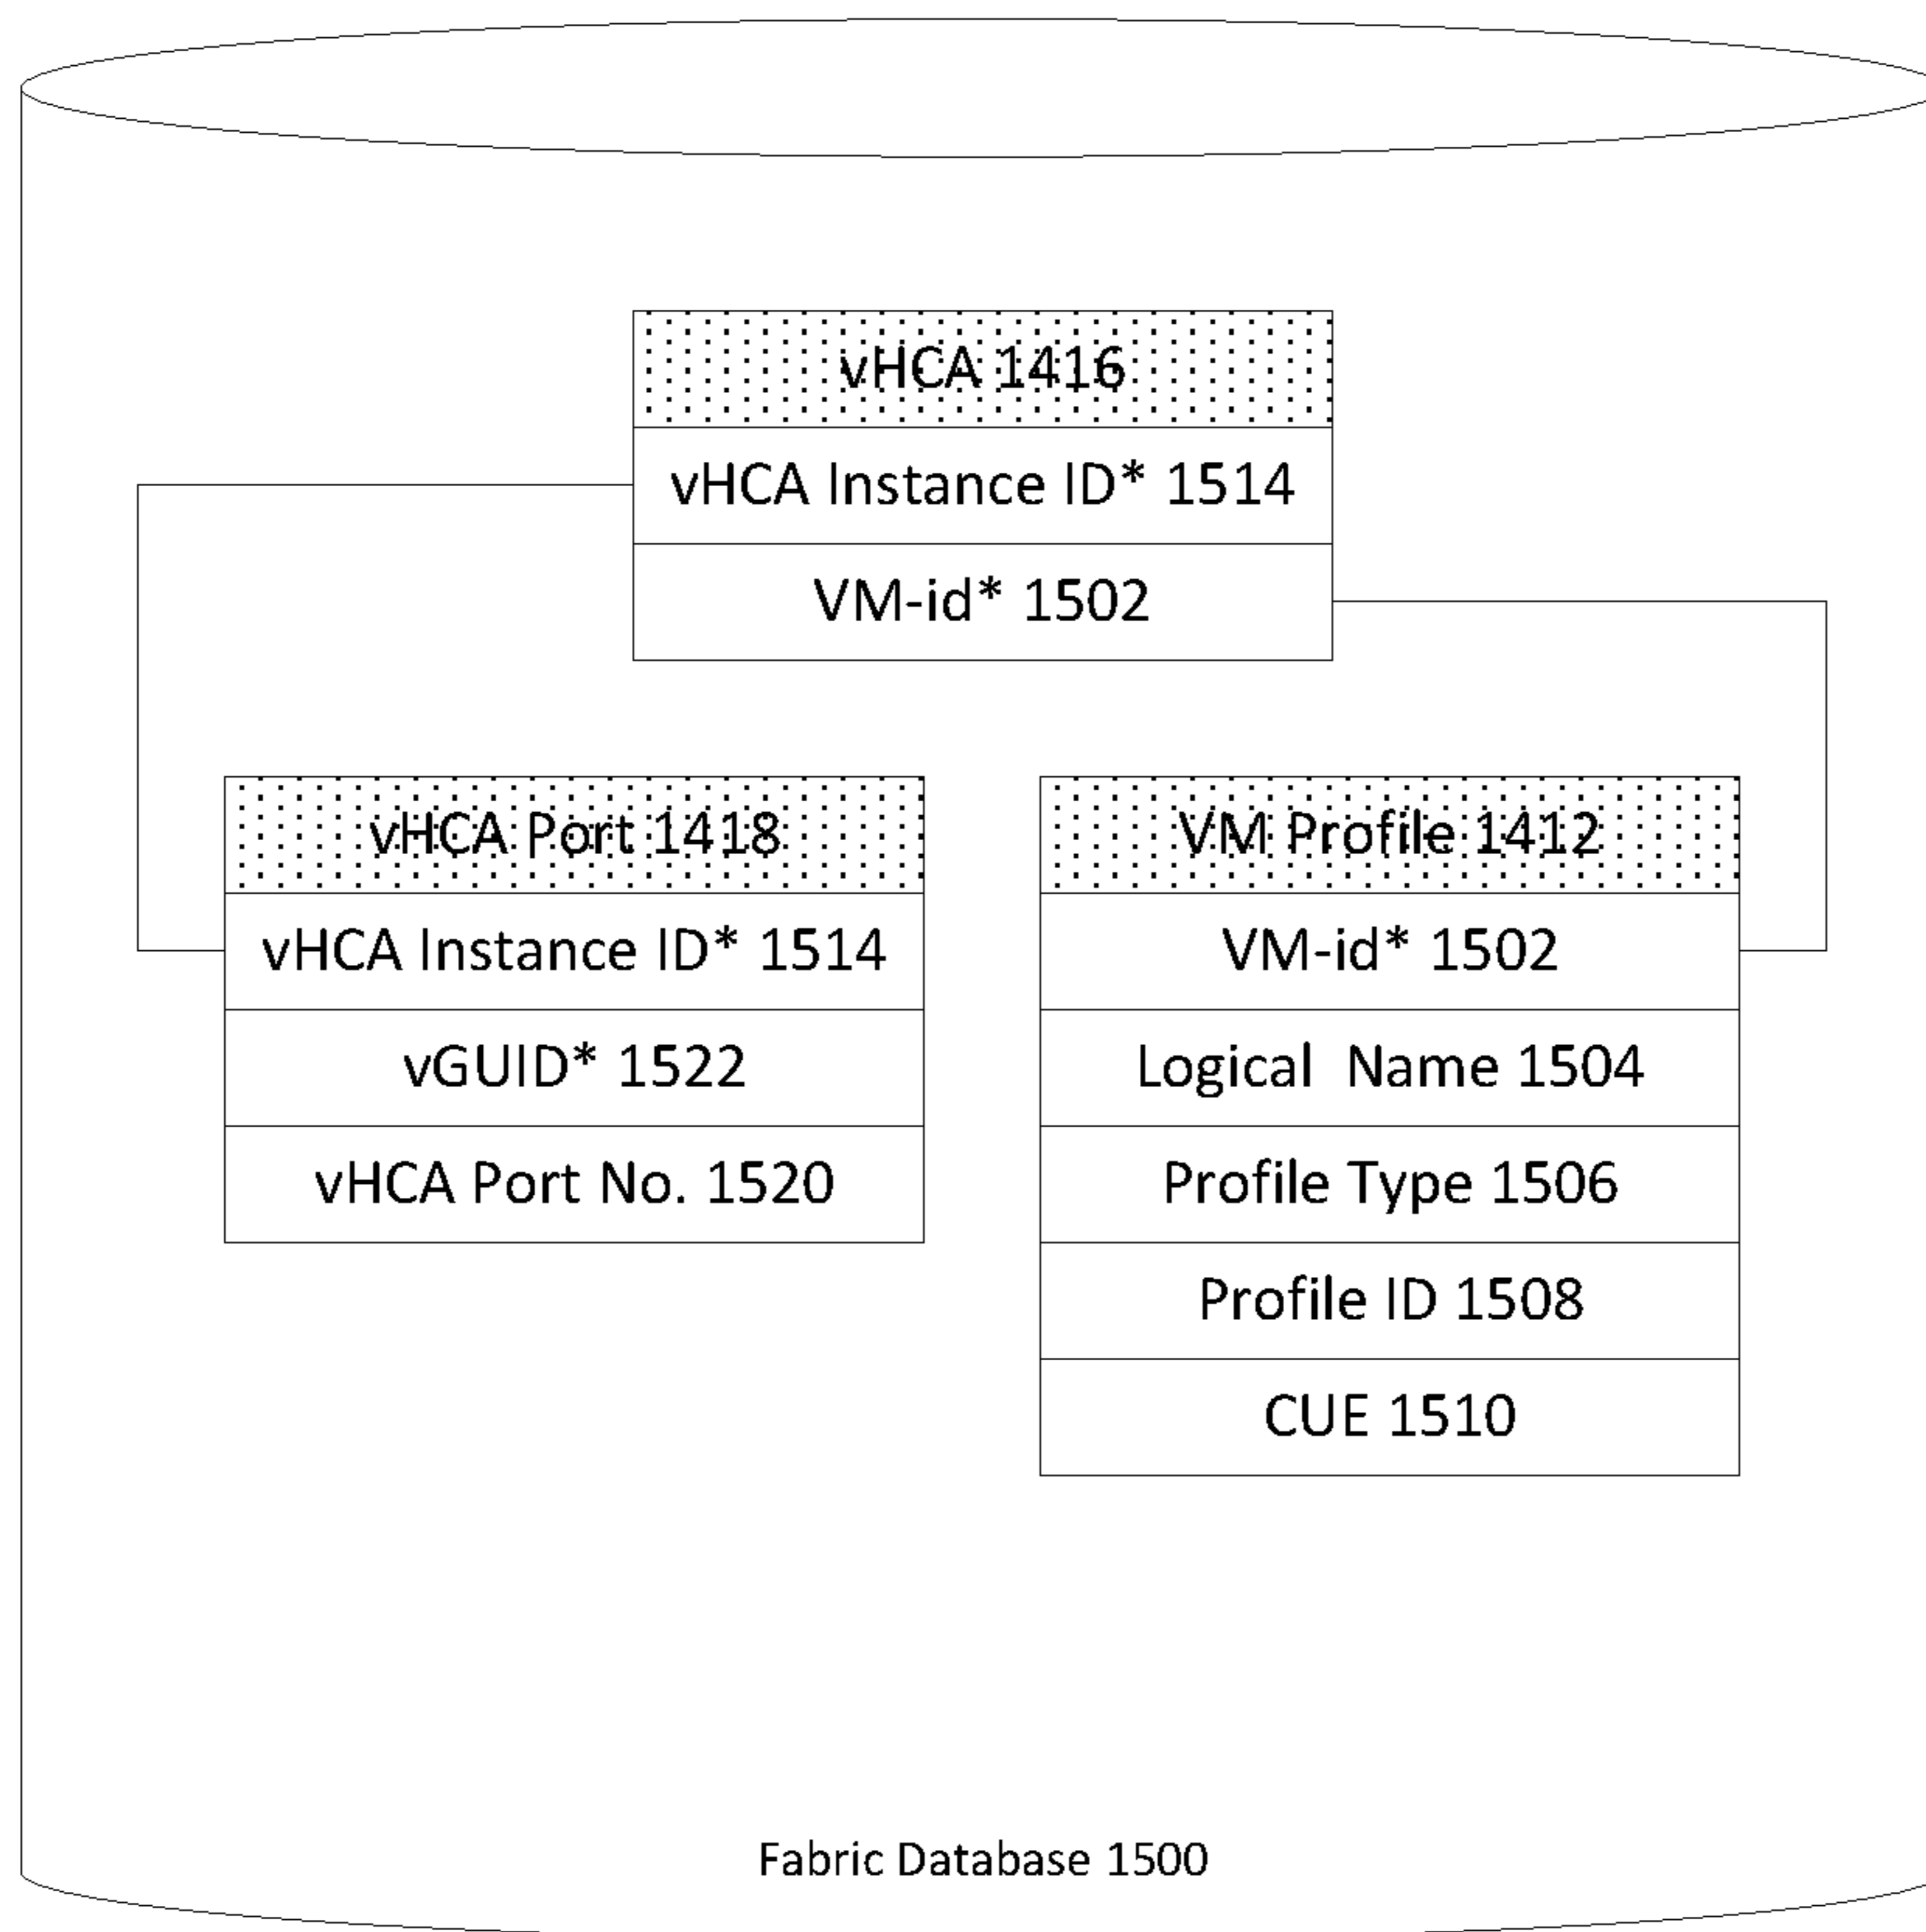 vHCA 1416
vHCA Instance ID* 1514
VM-id* 1502
vHCA Port 1418
vHCA Instance ID* 1514
vGUID* 1522
vHCA Port No. 1520
VM Profile 1412
VM-id* 1502
Logical Name 1504
Profile Type 1506
Profile ID 1508
CUE 1510
Fabric Database 1500